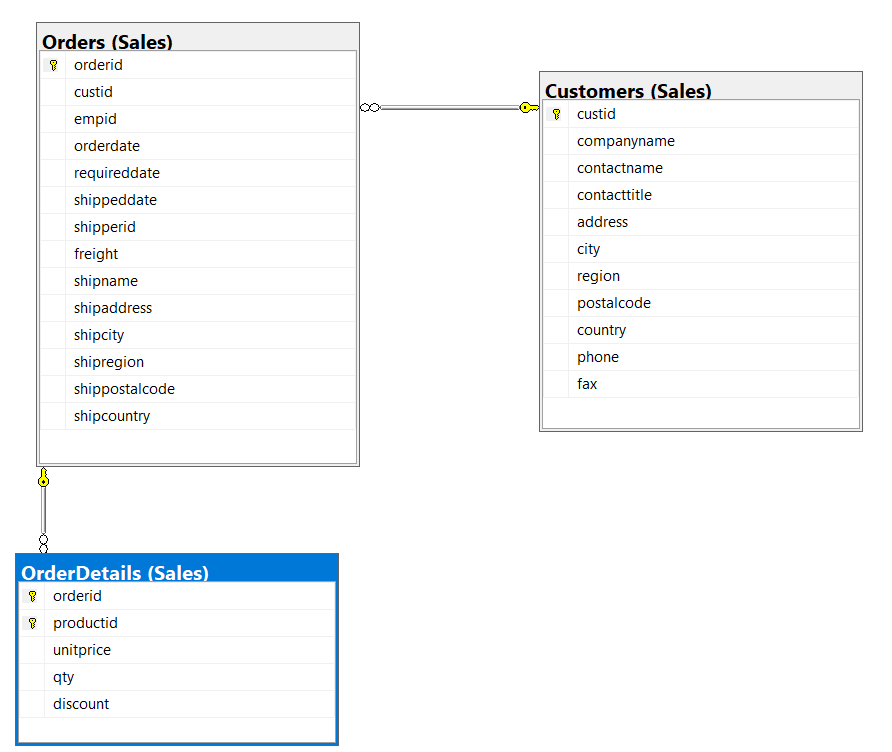 Orders (Sales)
orderid
custid
empid
orderdate
requireddate
shippeddate
shipperid
freight
shipname
shipaddress
shipcity
shipregion
shippostalcode
shipcountry
Customers (Sales)
custid
companyname
contactname
contacttitle
address
city
region
postalcode
country
phone
fax
OrderDetails (Sales)
orderid
productid
unitprice
qty
discount